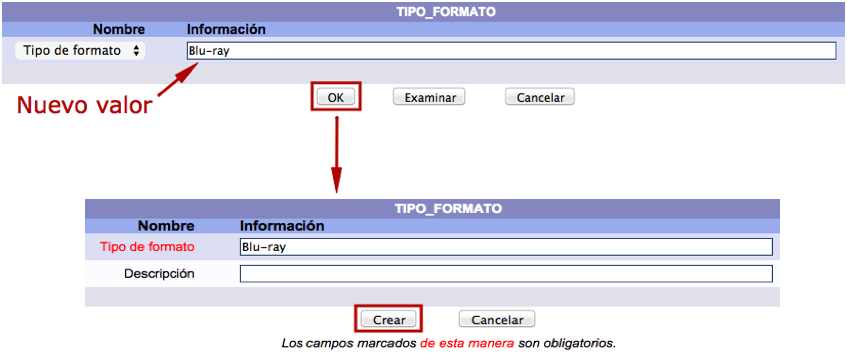 TIPO_FORMATO
Nombre Información
Tipo de formato Blu-ray
Nuevo valor
OK Examinar Cancelar
TIPO_FORMATO
Nombre Información
Tipo de formato Blu-ray
Descripción
Crear Cancelar
Los campos marcados de esta manera son obligatorios.